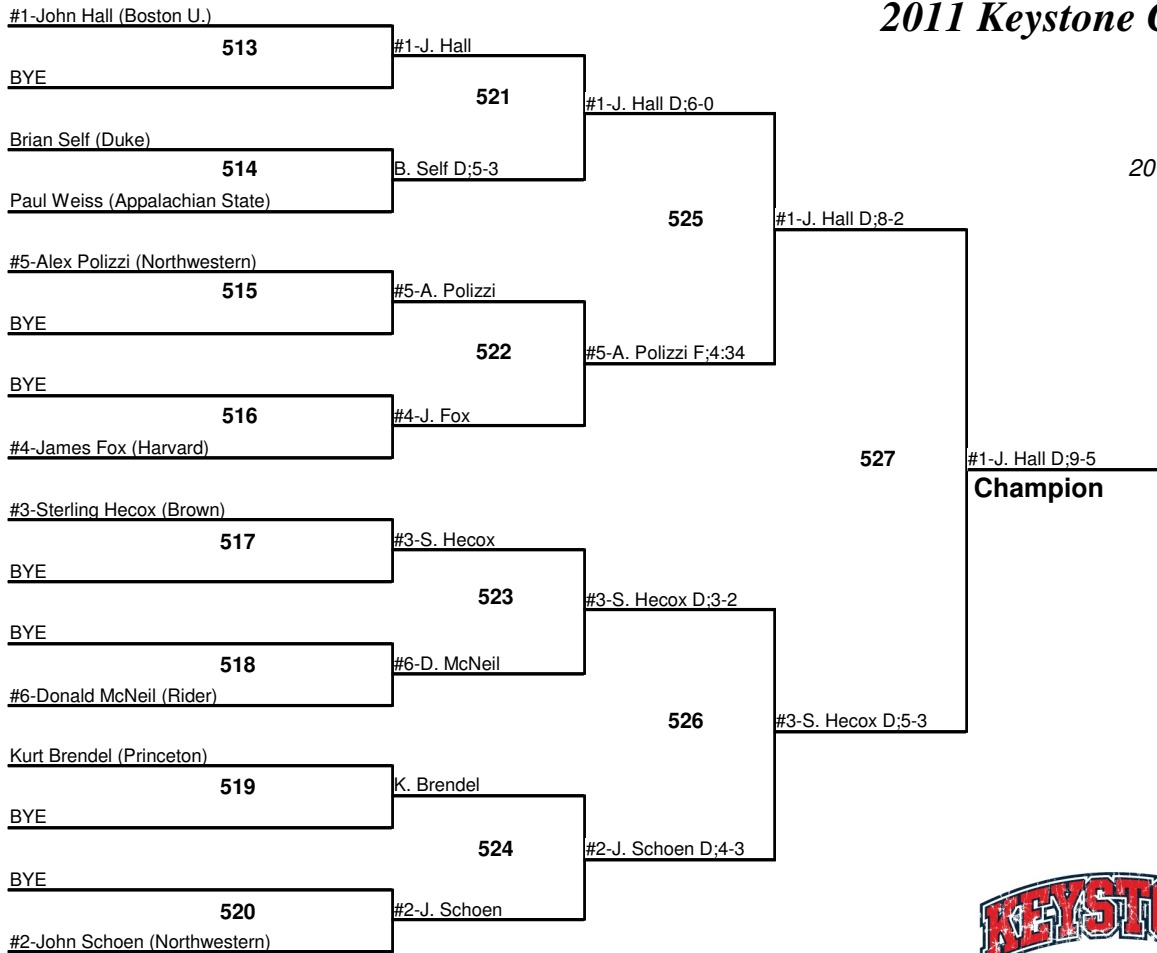 2011 Keystone
#1-John Hall (Boston U.)
513
#1-J. Hall
BYE
521
#1-J. Hall D;6-0
Brian Self (Duke)
514
B. Self D;5-3
20
Paul Weiss (Appalachian State)
525
#1-J. Hall D;8-2
#5-Alex Polizzi (Northwestern)
515
#5-A. Polizzi
BYE
522
#5-A. Polizzi F;4:34
BYE
516
#4-J. Fox
#4-James Fox (Harvard)
527
#1-J. Hall D;9-5
Champion
#3-Sterling Hecox (Brown)
517
#3-S. Hecox
BYE
523
#3-S. Hecox D;3-2
BYE
518
#6-D. McNeil
#6-Donald McNeil (Rider)
526
#3-S. Hecox D;5-3
Kurt Brendel (Princeton)
519
K. Brendel
BYE
524
#2-J. Schoen D;4-3
BYE
520
#2-J. Schoen
#2-John Schoen (Northwestern)
KEYST